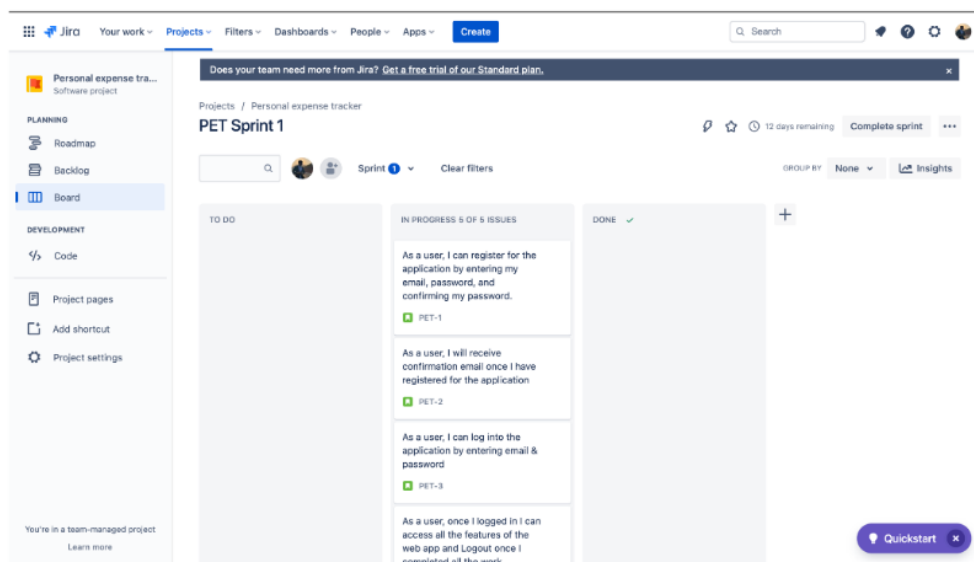 Jira
Your work
Projects
Filters
Dashboards
People
Apps
Create
Search
Personal expense tra...
Software project
PLANNING
Roadmap
Backlog
Board
DEVELOPMENT
Code
Project pages
Add shortcut
Project settings
You're in a team-managed project
Learn more
Does your team need more from Jira? Get a free trial of our Standard plan.
Projects / Personal expense tracker
PET Sprint 1
12 days remaining
Complete sprint
Sprint 1
Clear filters
GROUP BY
None
Insights
TO DO
IN PROGRESS 5 OF 5 ISSUES
As a user, I can register for the
application by entering my
email, password, and
confirming my password.
PET-1
As a user, I will receive
confirmation email once I have
registered for the application
PET-2
As a user, I can log into the
application by entering email &
password
PET-3
As a user, once I logged in I can
access all the features of the
web app and Logout once I
completed all the work
DONE
Quickstart